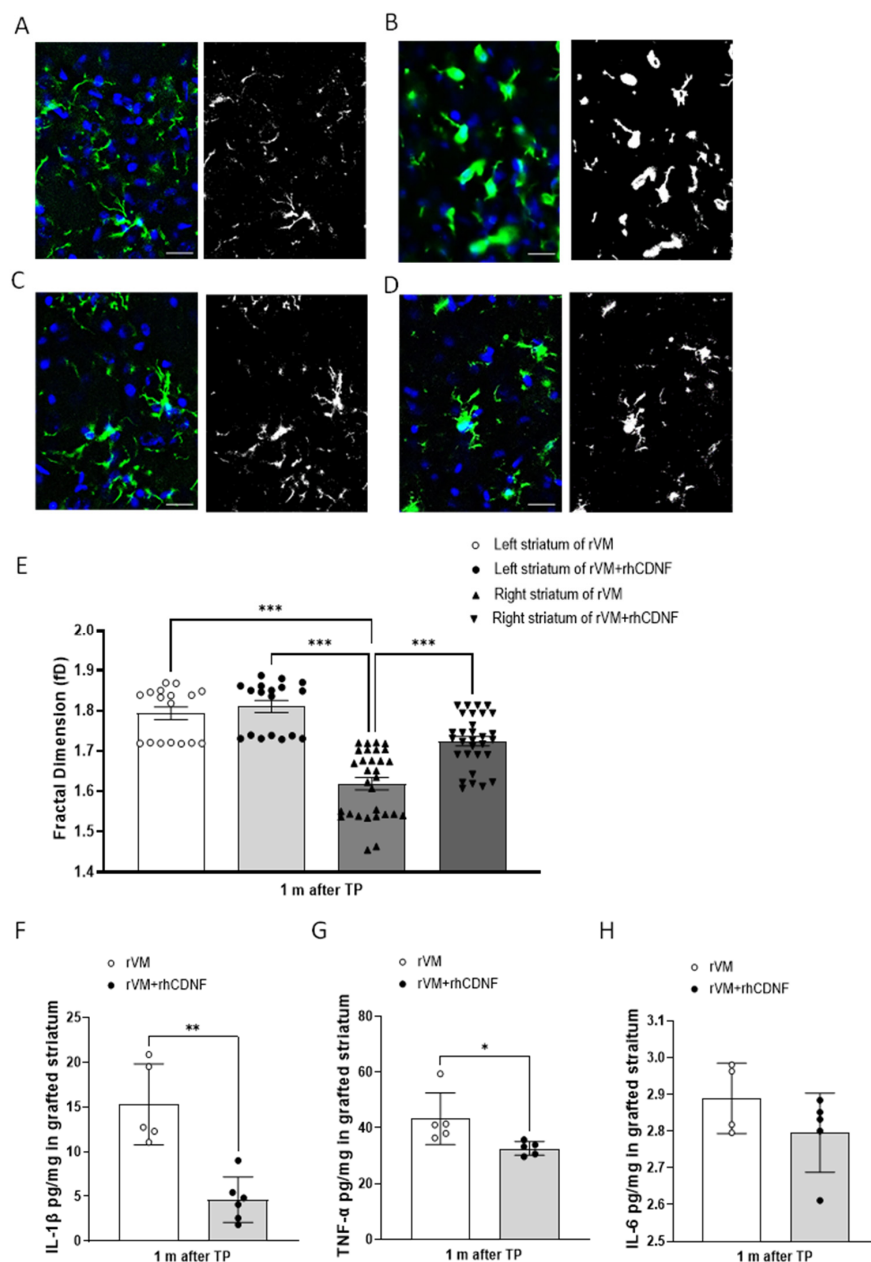 A
B
C
D
E
Left striatum of rVM
Left striatum of rVM+rhCDNF
Right striatum of rVM
Right striatum of rVM+rhCDNF
***
*** ***
Fractal Dimension (fD)
2.0
1.9
1.8
1.7
1.6
1.5
1.4
1 m after TP
F
rVM
rVM+rhCDNF
**
IL-1β pg/mg in grafted striatum
25
20
15
10
5
0
1 m after TP
G
rVM
rVM+rhCDNF
*
TNF-α pg/mg in grafted striatum
80
60
40
20
0
1 m after TP
H
rVM
rVM+rhCDNF
IL-6 pg/mg in grafted straitum
3.1
3.0
2.9
2.8
2.7
2.6
2.5
1 m after TP